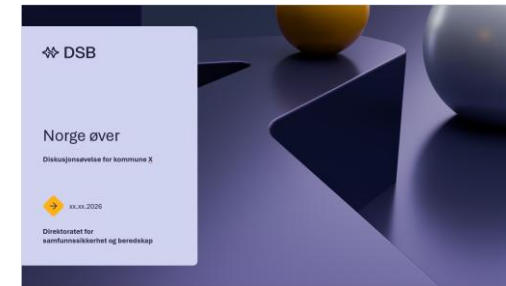 DSB
Norge øver
Diskusjonsøvelse for kommune X
xx.xx.2026
Direktoratet for
samfunnssikkerhet og beredskap